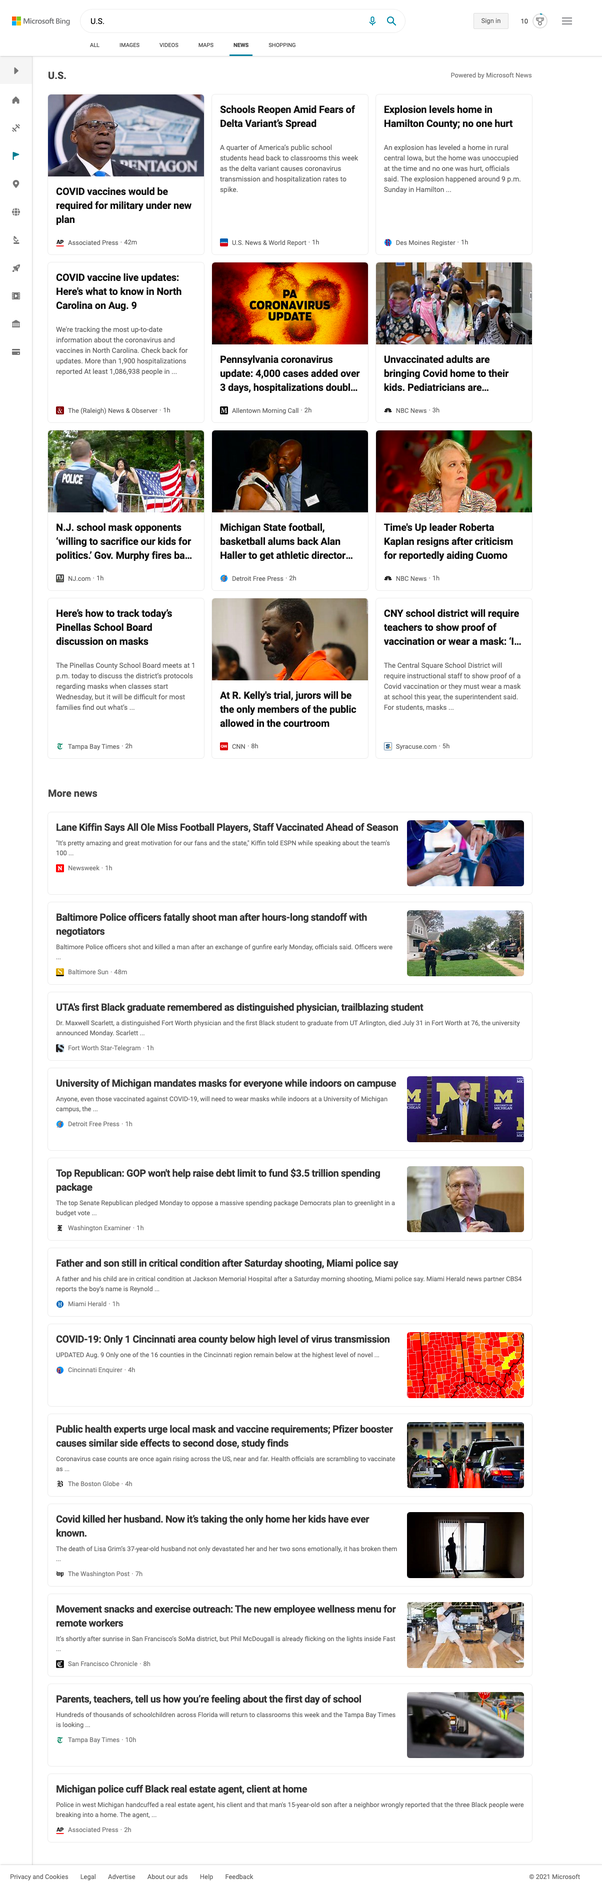 Microsoft Bing
U.S.
Sign in
10
ALL
IMAGES
VIDEOS
MAPS
NEWS
SHOPPING
U.S.
Powered by Microsoft News
PENTAGON
COVID vaccines would be
required for military under new
plan
AP Associated Press · 42m
Schools Reopen Amid Fears of
Delta Variant's Spread
A quarter of America's public school
students head back to classrooms this week
as the delta variant causes coronavirus
transmission and hospitalization rates to
spike.
U.S. News & World Report · 1h
Explosion levels home in
Hamilton County; no one hurt
An explosion has leveled a home in rural
central Iowa, but the home was unoccupied
at the time and no one was hurt, officials
said. The explosion happened around 9 p.m.
Sunday in Hamilton ...
Des Moines Register · 1h
COVID vaccine live updates:
Here's what to know in North
Carolina on Aug. 9
We're tracking the most up-to-date
information about the coronavirus and
vaccines in North Carolina. Check back for
updates. More than 1,900 hospitalizations
reported At least 1,086,938 people in ...
The (Raleigh) News & Observer · 1h
PA
CORONAVIRUS
UPDATE
Pennsylvania coronavirus
update: 4,000 cases added over
3 days, hospitalizations doubl...
Allentown Morning Call · 2h
Unvaccinated adults are
bringing Covid home to their
kids. Pediatricians are...
NBC News · 3h
POLICE
N.J. school mask opponents
'willing to sacrifice our kids for
politics.' Gov. Murphy fires ba...
NJ.com · 1h
Michigan State football,
basketball alums back Alan
Haller to get athletic director...
Detroit Free Press · 2h
Time's Up leader Roberta
Kaplan resigns after criticism
for reportedly aiding Cuomo
NBC News · 1h
Here's how to track today's
Pinellas School Board
discussion on masks
The Pinellas County School Board meets at 1
p.m. today to discuss the district's protocols
regarding masks when classes start
Wednesday, but it will be difficult for most
families find out what's ...
Tampa Bay Times · 2h
At R. Kelly's trial, jurors will be
the only members of the public
allowed in the courtroom
CNN · 8h
CNY school district will require
teachers to show proof of
vaccination or wear a mask: 'I...
The Central Square School District will
require instructional staff to show proof of a
Covid vaccination or they must wear a mask
at school this year, the superintendent said.
For students, masks ...
Syracuse.com · 5h
More news
Lane Kiffin Says All Ole Miss Football Players, Staff Vaccinated Ahead of Season
"It's pretty amazing and great motivation for our fans and the state," Kiffin told ESPN while speaking about the team's
100 ...
N Newsweek · 1h
Baltimore Police officers fatally shoot man after hours-long standoff with
negotiators
Baltimore Police officers shot and killed a man after an exchange of gunfire early Monday, officials said. Officers were
...
Baltimore Sun · 48m
UTA's first Black graduate remembered as distinguished physician, trailblazing student
Dr. Maxwell Scarlett, a distinguished Fort Worth physician and the first Black student to graduate from UT Arlington, died July 31 in Fort Worth at 76, the university
announced Monday. Scarlett ...
Fort Worth Star-Telegram · 1h
University of Michigan mandates masks for everyone while indoors on campuse
Anyone, even those vaccinated against COVID-19, will need to wear masks while indoors at a University of Michigan
campus, the ...
Detroit Free Press · 1h
Top Republican: GOP won't help raise debt limit to fund $3.5 trillion spending
package
The top Senate Republican pledged Monday to oppose a massive spending package Democrats plan to greenlight in a
budget vote ...
Washington Examiner · 1h
Father and son still in critical condition after Saturday shooting, Miami police say
A father and his child are in critical condition at Jackson Memorial Hospital after a Saturday morning shooting, Miami police say. Miami Herald news partner CBS4
reports the boy's name is Reynold ...
Miami Herald · 1h
COVID-19: Only 1 Cincinnati area county below high level of virus transmission
UPDATED Aug. 9 Only one of the 16 counties in the Cincinnati region remain below at the highest level of novel ...
Cincinnati Enquirer · 4h
Public health experts urge local mask and vaccine requirements; Pfizer booster
causes similar side effects to second dose, study finds
Coronavirus case counts are once again rising across the US, near and far. Health officials are scrambling to vaccinate
as ...
The Boston Globe · 4h
Covid killed her husband. Now it's taking the only home her kids have ever
known.
The death of Lisa Grim's 37-year-old husband not only devastated her and her two sons emotionally, it has broken them
...
The Washington Post · 7h
Movement snacks and exercise outreach: The new employee wellness menu for
remote workers
It's shortly after sunrise in San Francisco's SoMa district, but Phil McDougall is already flicking on the lights inside Fast
...
San Francisco Chronicle · 8h
Parents, teachers, tell us how you're feeling about the first day of school
Hundreds of thousands of schoolchildren across Florida will return to classrooms this week and the Tampa Bay Times
is looking ...
Tampa Bay Times · 10h
Michigan police cuff Black real estate agent, client at home
Police in west Michigan handcuffed a real estate agent, his client and that man's 15-year-old son after a neighbor wrongly reported that the three Black people were
breaking into a home. The agent, ...
AP Associated Press · 2h
Privacy and Cookies
Legal
Advertise
About our ads
Help
Feedback
© 2021 Microsoft